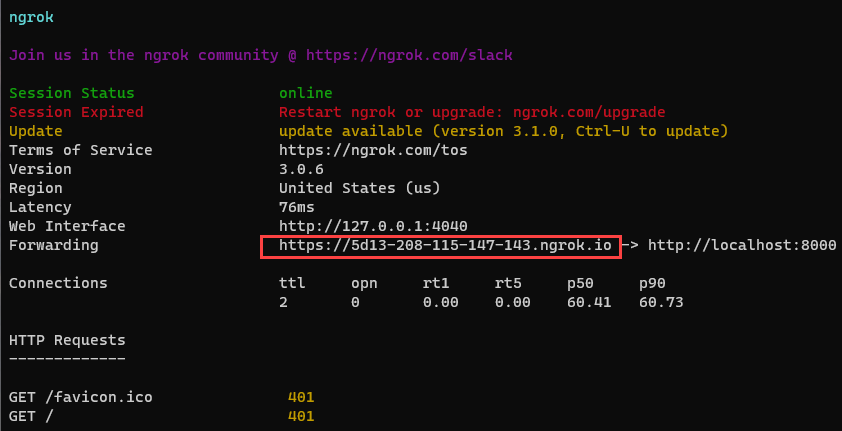 ngrok
Join us in the ngrok community @ https://ngrok.com/slack
Session Status online
Session Expired Restart ngrok or upgrade: ngrok.com/upgrade
Update update available (version 3.1.0, Ctrl-U to update)
Terms of Service https://ngrok.com/tos
Version 3.0.6
Region United States (us)
Latency 76ms
Web Interface http://127.0.0.1:4040
Forwarding https://5d13-208-115-147-143.ngrok.io -> http://localhost:8000
Connections ttl opn rt1 rt5 p50 p90
2 0 0.00 0.00 60.41 60.73
HTTP Requests
-------------
GET /favicon.ico 401
GET / 401